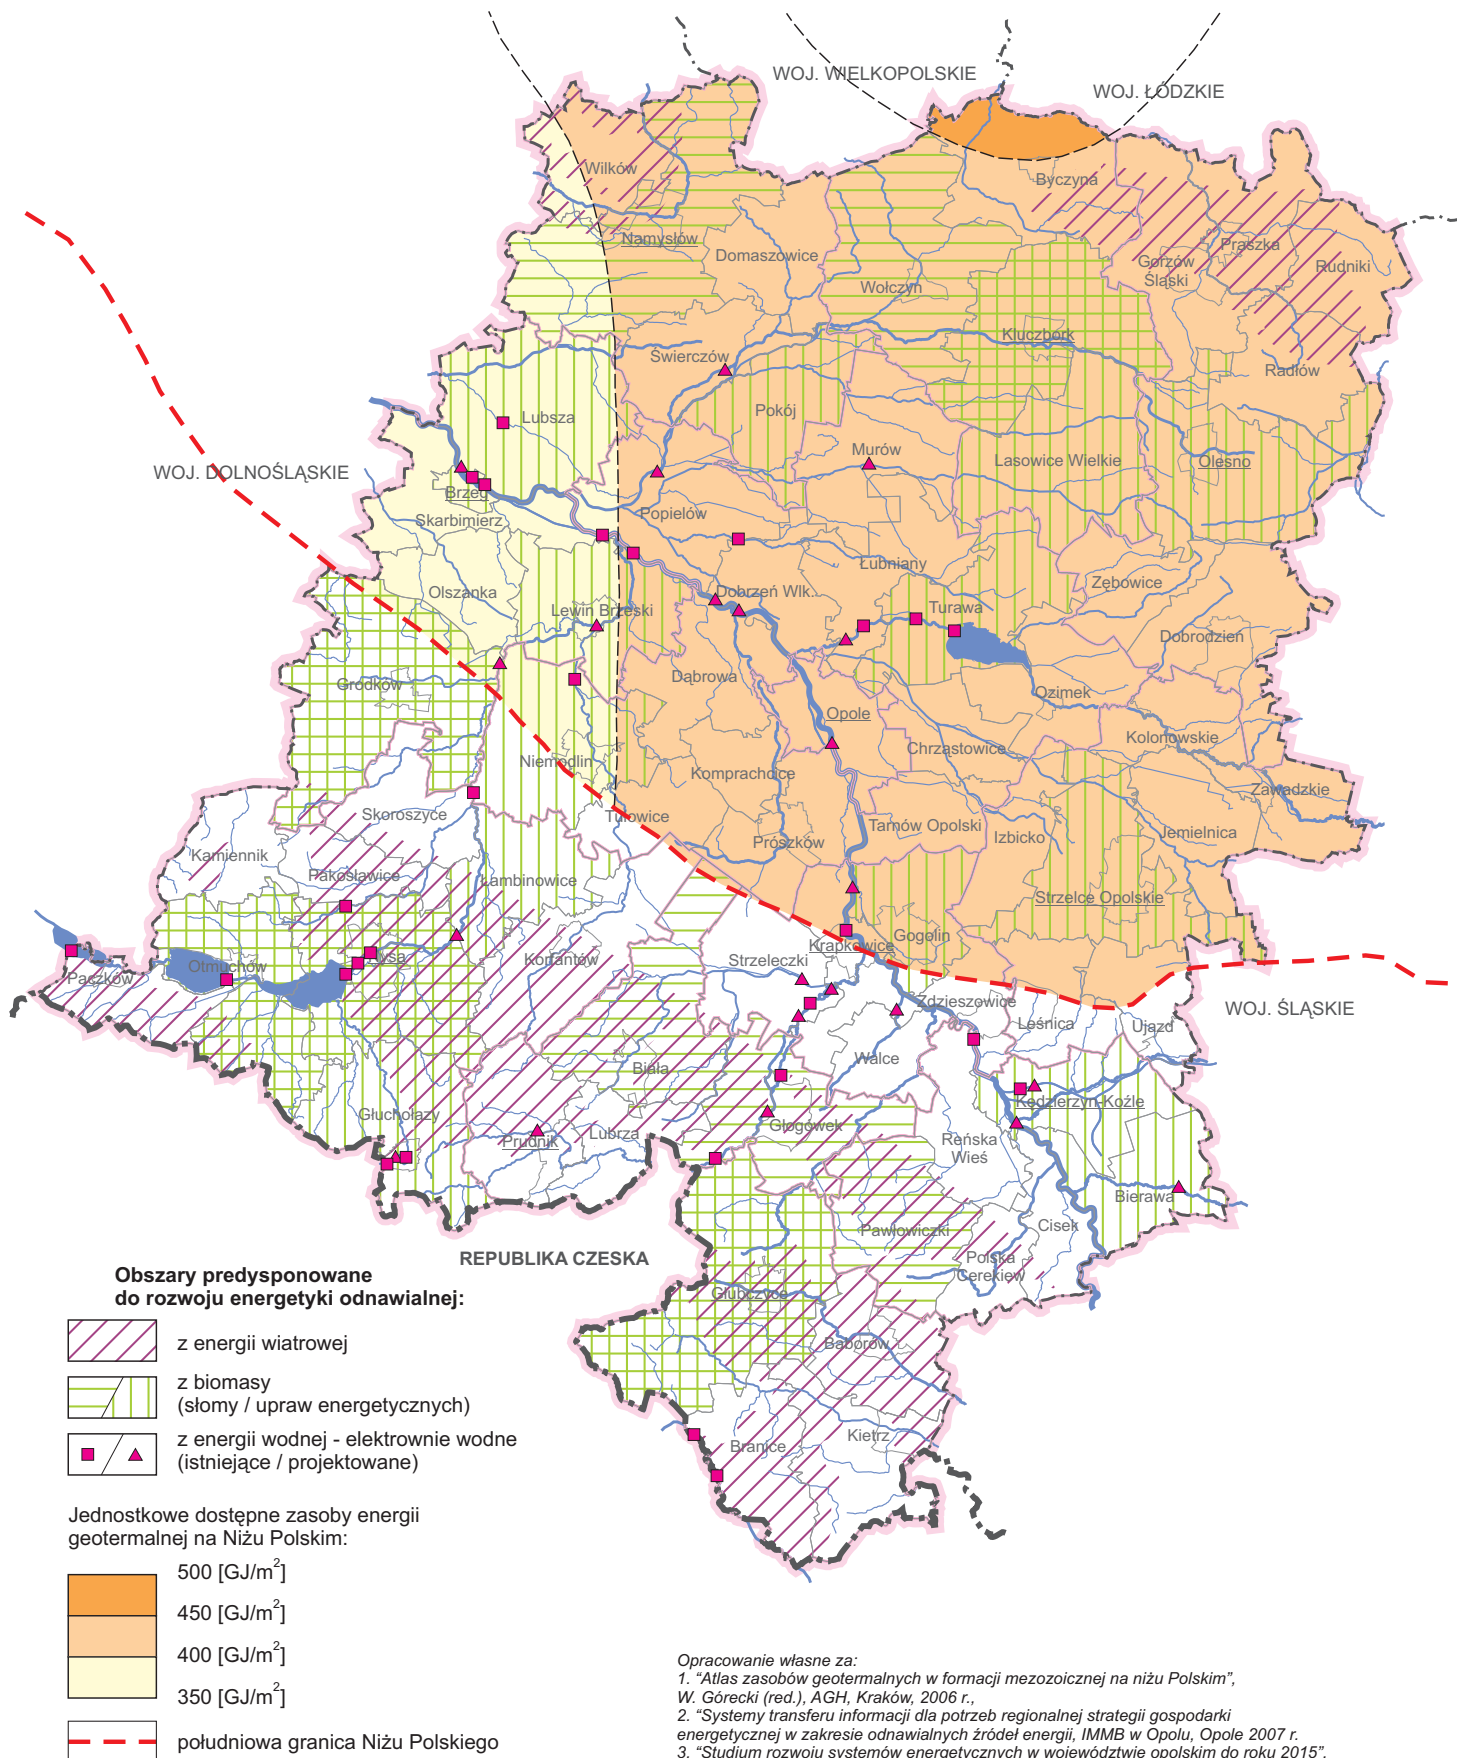 WOJ. WIELKOPOLSKIE
WOJ. ŁÓDZKIE
Wilków
Byczyna
Namysłów
Domaszowice
Praszka
Gorzów
Śląski
Rudniki
Wołczyn
Kluczbork
Świerczów
Radłów
Pokój
Lubsza
WOJ. DOLNOŚLĄSKIE
Murów
Lasowice Wielkie
Olesno
Brzeg
Skarbimierz
Popielów
Łubniany
Zębowice
Olszanka
Lewin Brzeski
Dobrzeń Wlk..
Turawa
Dobrodzień
Grodków
Dąbrowa
Ozimek
Opole
Chrząstowice
Kolonowskie
Niemodlin
Komprachcice
Zawadzkie
Skoroszyce
Tułowice
Tarnów Opolski
Izbicko
Jemielnica
Prószków
Kamiennik
Pakosławice
Łambinowice
Strzelce Opolskie
Gogolin
Krapkowice
Strzeleczki
Korfantów
Nysa
Otmuchów
Paczków
Zdzieszowice
WOJ. ŚLĄSKIE
Leśnica
Ujazd
Walce
Biała
Kędzierzyn-Koźle
Głuchołazy
Głogówek
Prudnik
Lubrza
Reńska
Wieś
Bierawa
Cisek
Pawłowiczki
REPUBLIKA CZESKA
Polska
Cerekiew
Głubczyce
Baborów
Branice
Kietrz
Obszary predysponowane
do rozwoju energetyki odnawialnej:
z energii wiatrowej
z biomasy
(słomy / upraw energetycznych)
z energii wodnej - elektrownie wodne
(istniejące / projektowane)
Jednostkowe dostępne zasoby energii
geotermalnej na Niżu Polskim:
500 [GJ/m²]
450 [GJ/m²]
400 [GJ/m²]
350 [GJ/m²]
południowa granica Niżu Polskiego
Opracowanie własne za:
1. “Atlas zasobów geotermalnych w formacji mezozoicznej na niżu Polskim”,
W. Górecki (red.), AGH, Kraków, 2006 r.,
2. “Systemy transferu informacji dla potrzeb regionalnej strategii gospodarki
energetycznej w zakresie odnawialnych źródeł energii, IMMB w Opolu, Opole 2007 r.
3. “Studium rozwoju systemów energetycznych w województwie opolskim do roku 2015”,